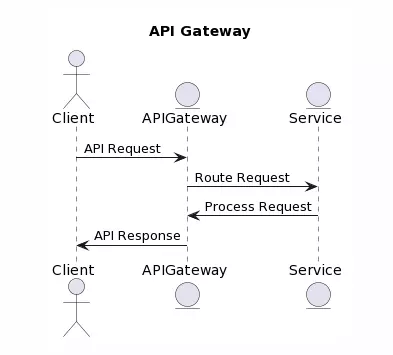 API Gateway
Client APIGateway Service
API Request
Route Request
Process Request
API Response
Client APIGateway Service